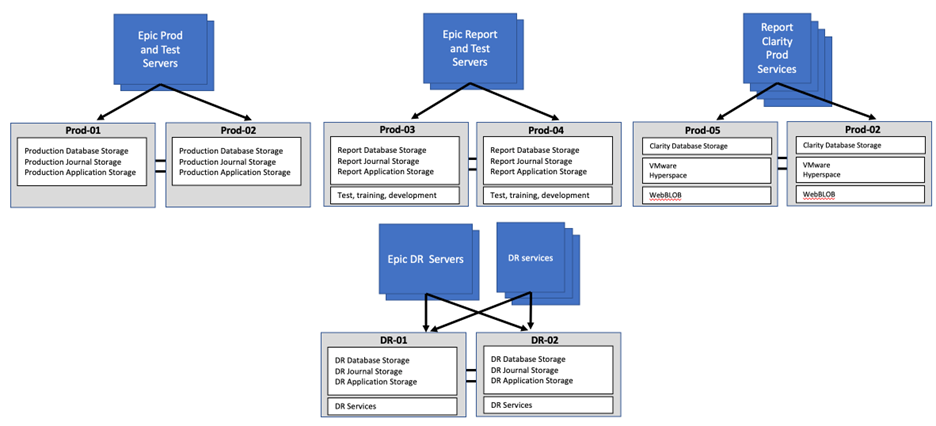 Epic Prod
and Test
Servers
Epic Report
and Test
Servers
Report
Clarity
Prod
Services
Prod-01
Production Database Storage
Production Journal Storage
Production Application Storage
Prod-02
Production Database Storage
Production Journal Storage
Production Application Storage
Prod-03
Report Database Storage
Report Journal Storage
Report Application Storage
Test, training, development
Prod-04
Report Database Storage
Report Journal Storage
Report Application Storage
Test, training, development
Prod-05
Clarity Database Storage
VMware
Hyperspace
WebBLOB
Prod-02
Clarity Database Storage
VMware
Hyperspace
WebBLOB
Epic DR Servers
DR services
DR-01
DR Database Storage
DR Journal Storage
DR Application Storage
DR Services
DR-02
DR Database Storage
DR Journal Storage
DR Application Storage
DR Services